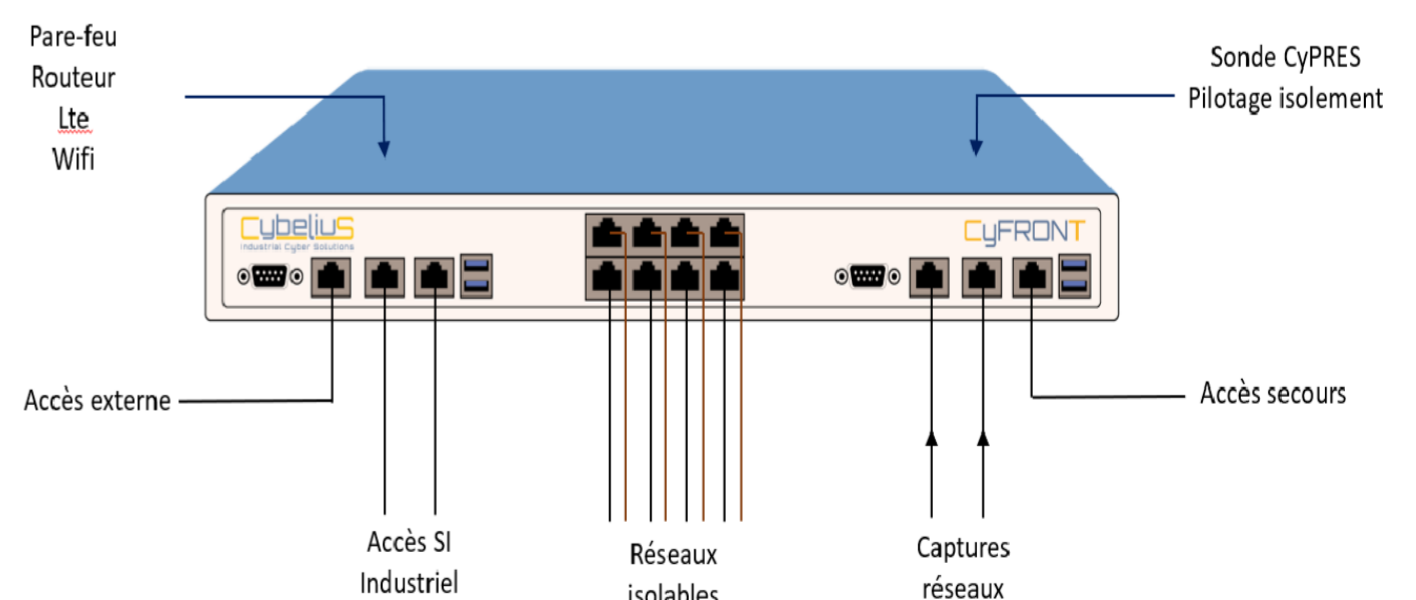 Pare-feu
Routeur
Lte
Wifi
Sonde CyPRES
Pilotage isolement
CybeliuS
Industrial Cyber Solutions
CyFRONT
Accès externe
Accès secours
Accès SI
Industriel
Réseaux
isolables
Captures
réseaux